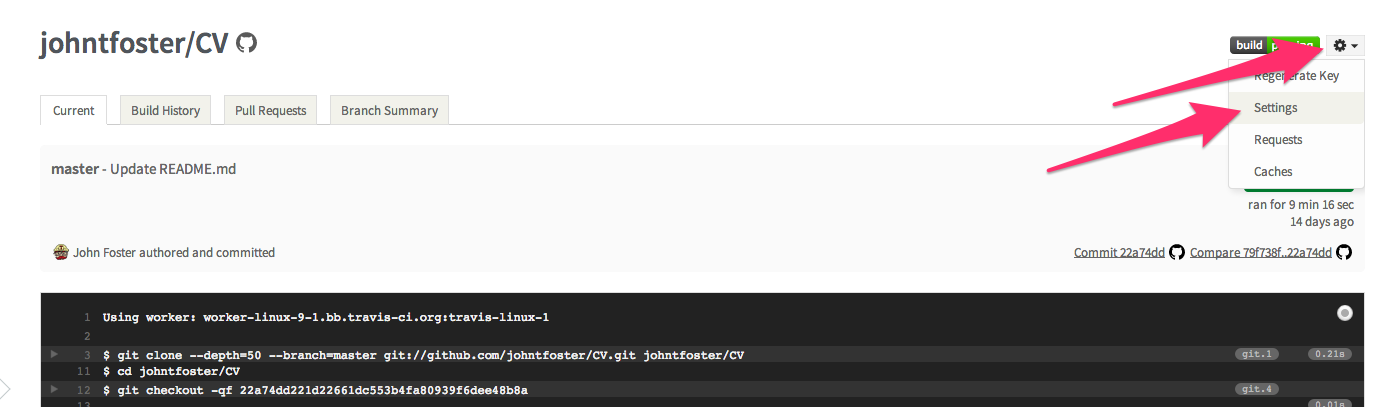 johntfoster/CV
build
Regenerate Key
Settings
Requests
Caches
Current
Build History
Pull Requests
Branch Summary
master - Update README.md
ran for 9 min 16 sec
14 days ago
John Foster authored and committed
Commit 22a74dd
Compare 79f738f..22a74dd
1 Using worker: worker-linux-9-1.bb.travis-ci.org:travis-linux-1
2
3 $ git clone --depth=50 --branch=master git://github.com/johntfoster/CV.git johntfoster/CV git.1 0.21s
11 $ cd johntfoster/CV
12 $ git checkout -qf 22a74dd221d22661dc553b4fa80939f6dee48b8a git.4
13 0.01s